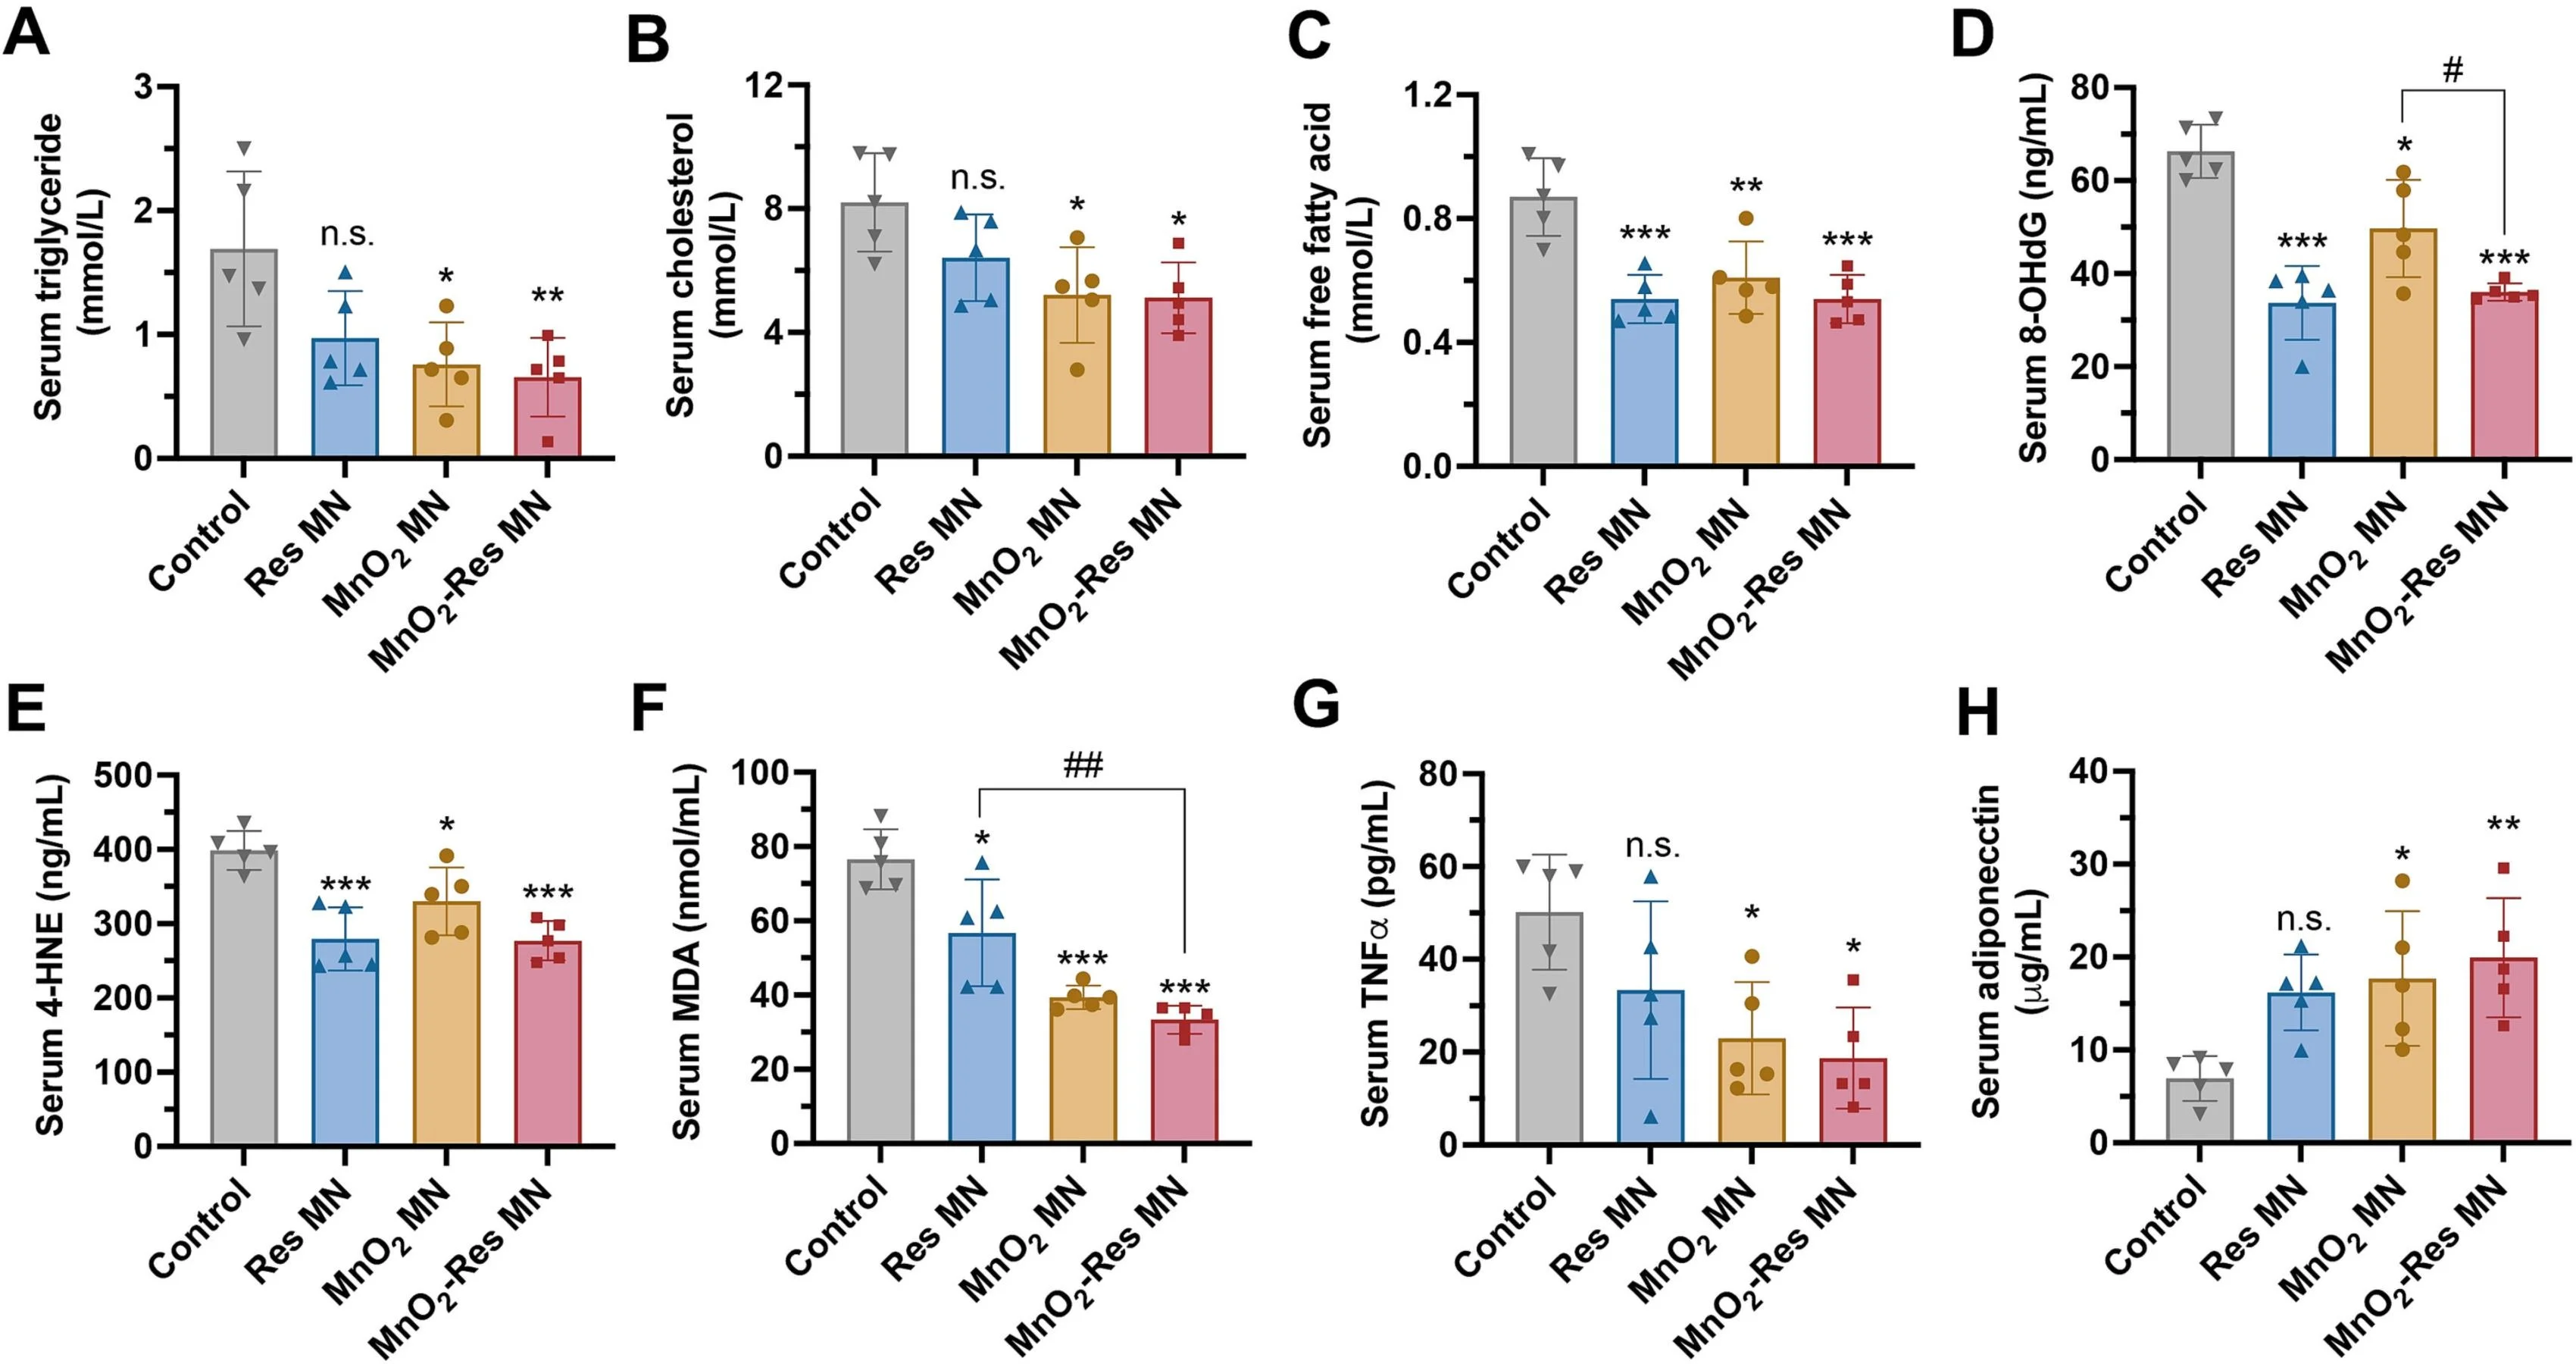 A
Serum triglyceride
(mmol/L)
3
2
1
0
n.s.
*
**
Control
Res MN
MnO₂ MN
MnO₂-Res MN
B
Serum cholesterol
(mmol/L)
12
8
4
0
n.s.
*
*
Control
Res MN
MnO₂ MN
MnO₂-Res MN
C
Serum free fatty acid
(mmol/L)
1.2
0.8
0.4
0.0
***
**
***
Control
Res MN
MnO₂ MN
MnO₂-Res MN
D
Serum 8-OHdG (ng/mL)
80
60
40
20
0
#
***
*
***
Control
Res MN
MnO₂ MN
MnO₂-Res MN
E
Serum 4-HNE (ng/mL)
500
400
300
200
100
0
***
*
***
Control
Res MN
MnO₂ MN
MnO₂-Res MN
F
Serum MDA (nmol/mL)
100
80
60
40
20
0
##
*
***
***
Control
Res MN
MnO₂ MN
MnO₂-Res MN
G
Serum TNFα (pg/mL)
80
60
40
20
0
n.s.
*
*
Control
Res MN
MnO₂ MN
MnO₂-Res MN
H
Serum adiponecctin
(μg/mL)
40
30
20
10
0
n.s.
*
**
Control
Res MN
MnO₂ MN
MnO₂-Res MN